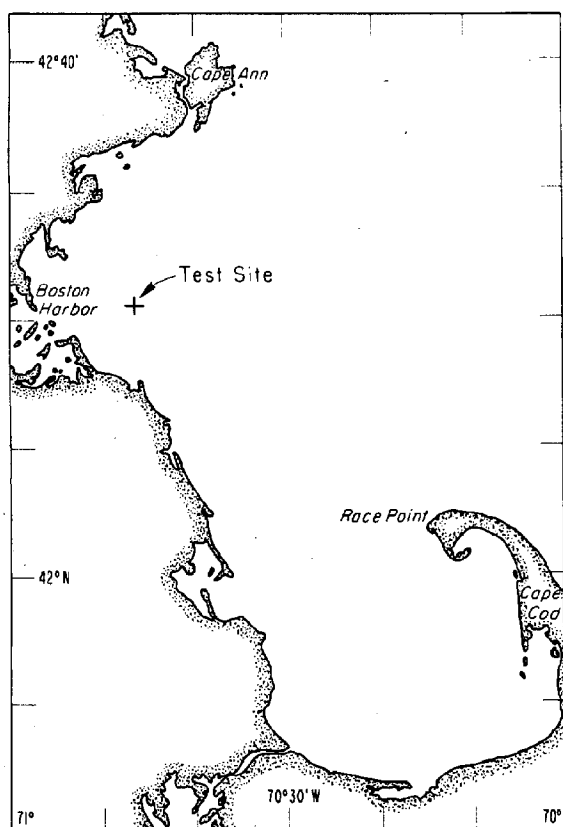 42°40'
Cape Ann
Test Site
Boston
Harbor
Race Point
42°N
Cape
Cod
70°30'W
71°
70°